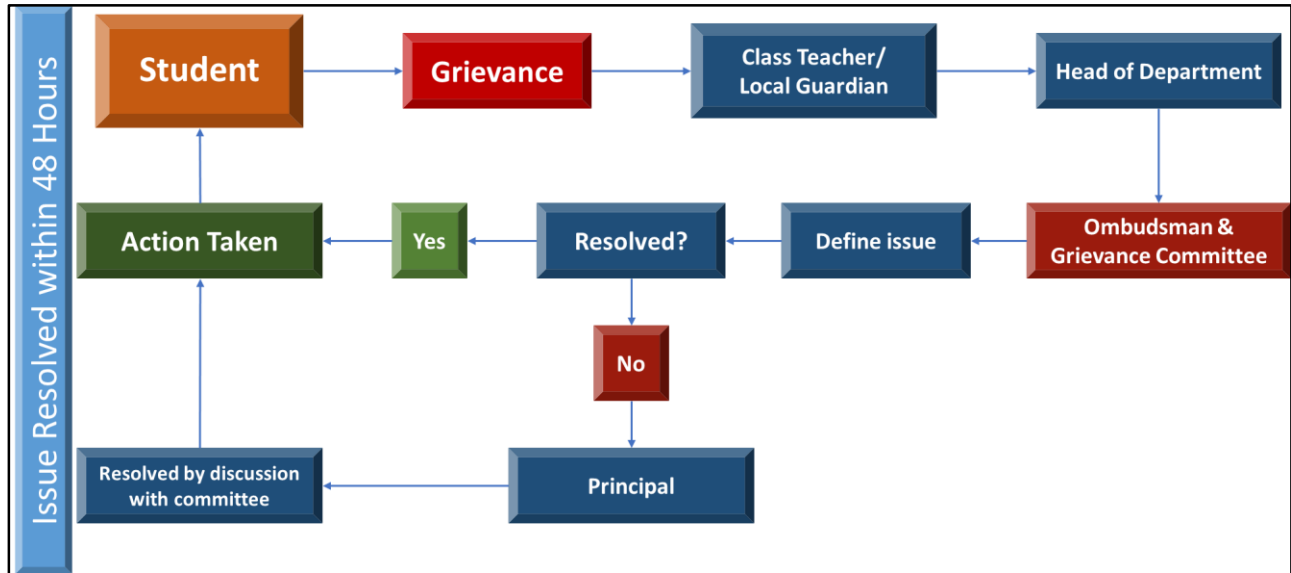 Issue Resolved within 48 Hours
Student
Grievance
Class Teacher/
Local Guardian
Head of Department
Action Taken
Yes
Resolved?
Define issue
Ombudsman &
Grievance Committee
No
Resolved by discussion
with committee
Principal